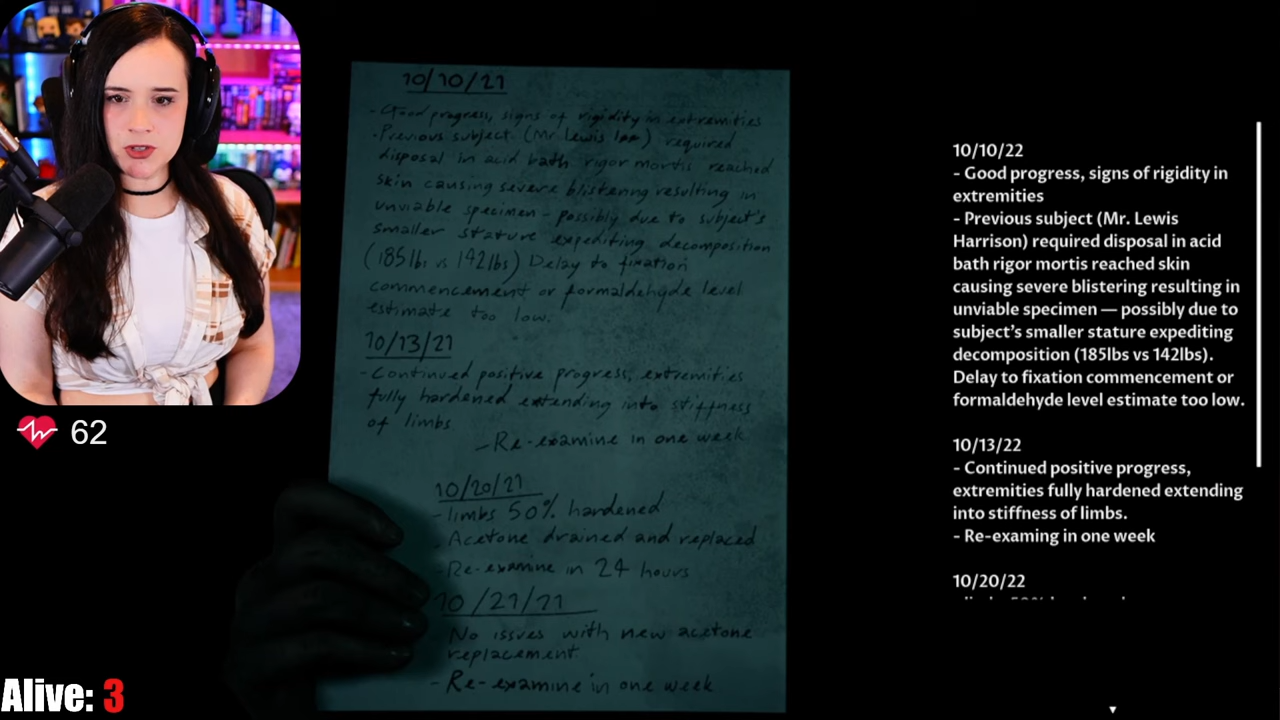 10/10/21
- Good progress, signs of rigidity in extremities
- Previous subject (Mr Lewis ) required
disposal in acid bath rigor mortis reached
skin causing severe blistering resulting in
unviable specimen - possibly due to subject's
smaller stature expediting decomposition
(185lbs vs 142lbs) Delay to fixation
commencement or formaldehyde level
estimate too low.
10/13/21
- Continued positive progress, extremities
fully hardened extending into stiffness
of limbs
- Re-examine in one week
10/20/21
- limbs 50% hardened
- Acetone drained and replaced
- Re-examine in 24 hours
10/21/21
No issues with new acetone
replacement
- Re-examine in one week
10/10/22
- Good progress, signs of rigidity in
extremities
- Previous subject (Mr. Lewis
Harrison) required disposal in acid
bath rigor mortis reached skin
causing severe blistering resulting in
unviable specimen — possibly due to
subject's smaller stature expediting
decomposition (185lbs vs 142lbs).
Delay to fixation commencement or
formaldehyde level estimate too low.
10/13/22
- Continued positive progress,
extremities fully hardened extending
into stiffness of limbs.
- Re-examing in one week
10/20/22
62
Alive: 3